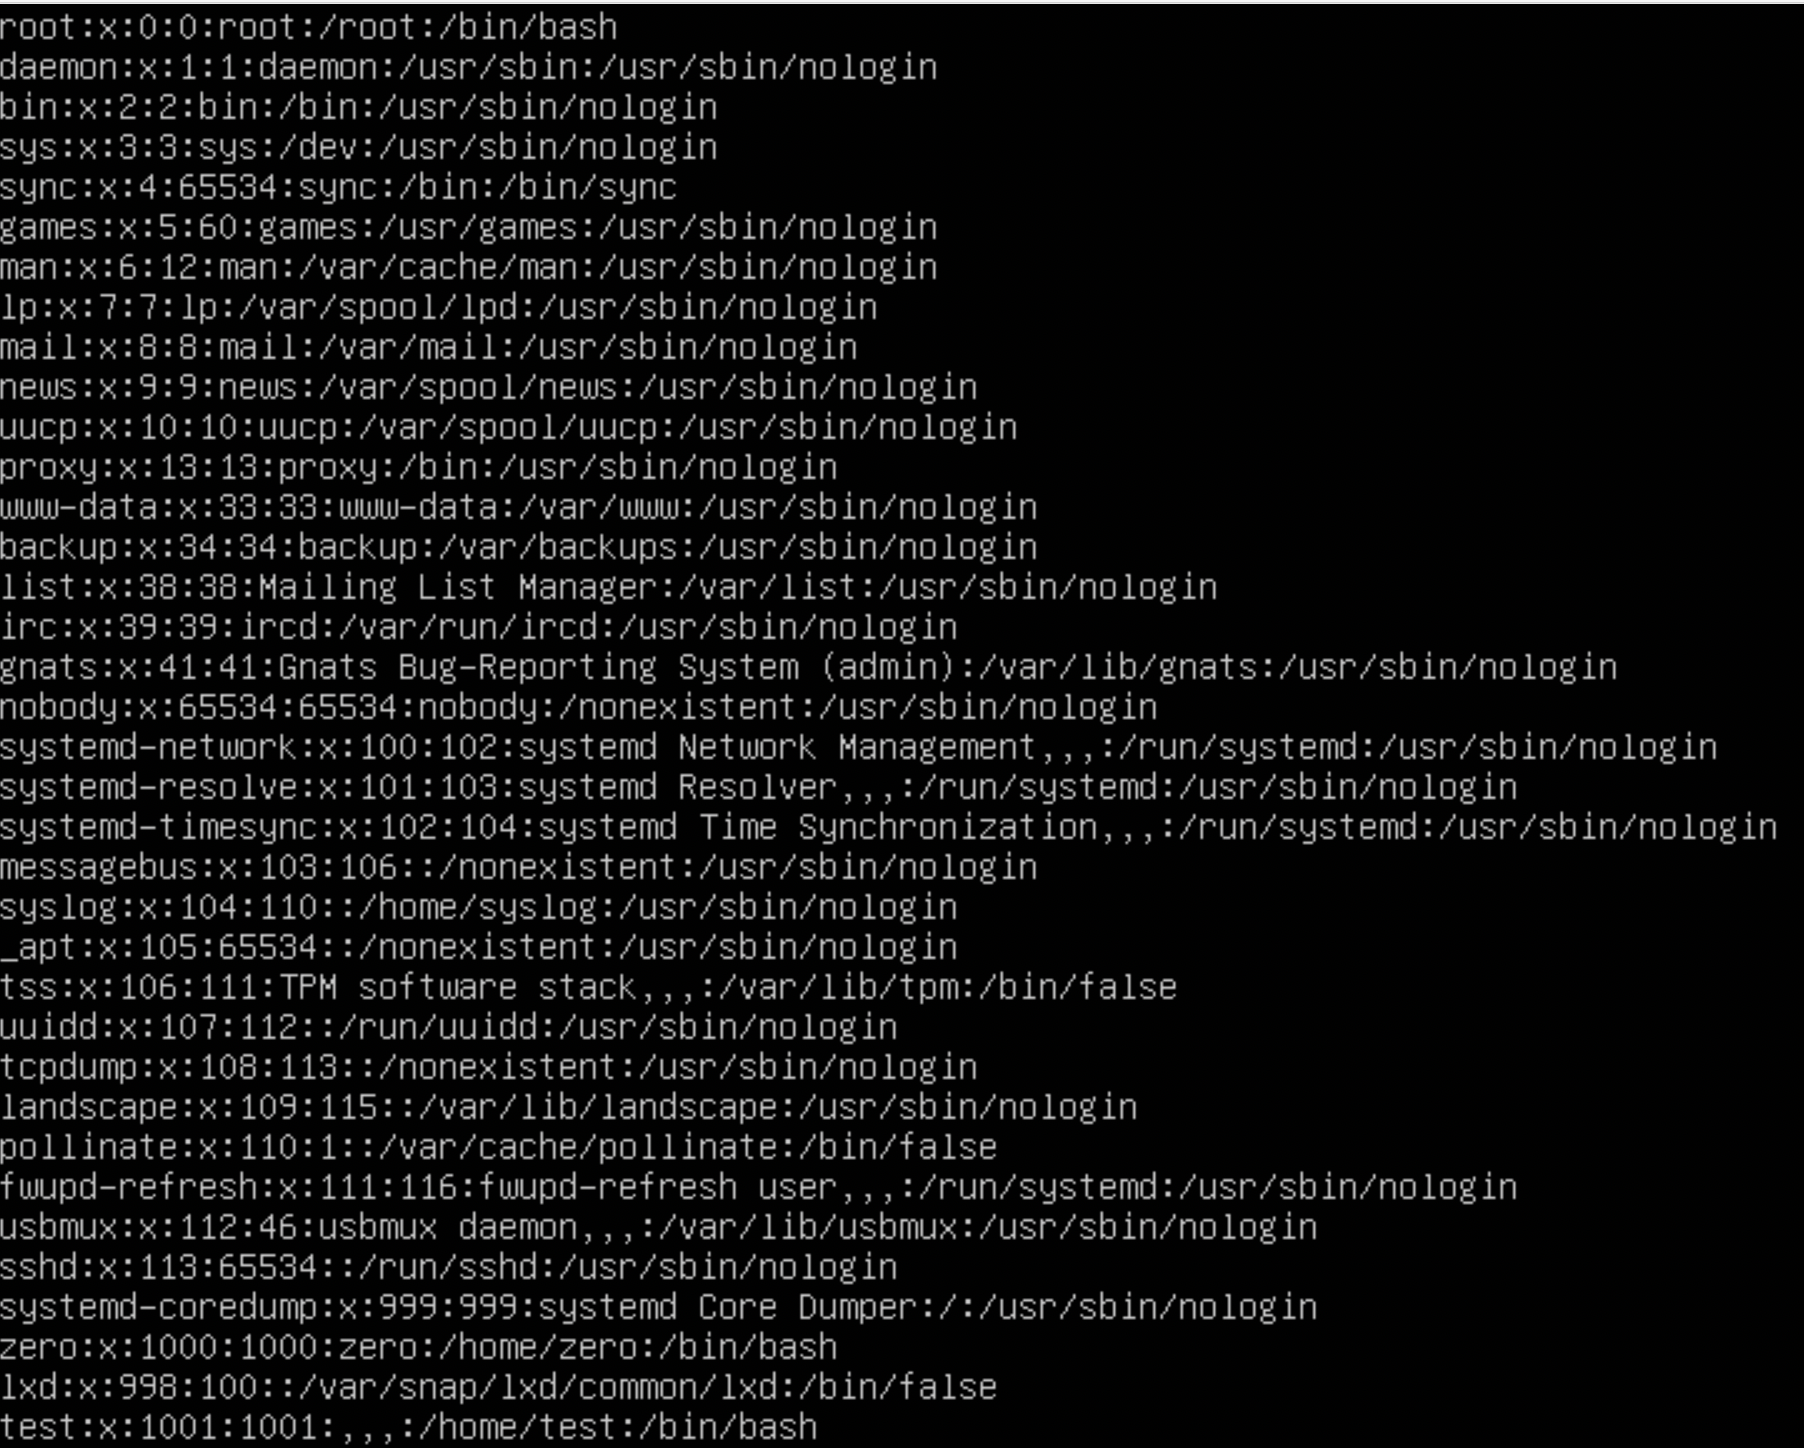 root:x:0:0:root:/root:/bin/bash
daemon:x:1:1:daemon:/usr/sbin:/usr/sbin/nologin
bin:x:2:2:bin:/bin:/usr/sbin/nologin
sys:x:3:3:sys:/dev:/usr/sbin/nologin
sync:x:4:65534:sync:/bin:/bin/sync
games:x:5:60:games:/usr/games:/usr/sbin/nologin
man:x:6:12:man:/var/cache/man:/usr/sbin/nologin
lp:x:7:7:lp:/var/spool/lpd:/usr/sbin/nologin
mail:x:8:8:mail:/var/mail:/usr/sbin/nologin
news:x:9:9:news:/var/spool/news:/usr/sbin/nologin
uucp:x:10:10:uucp:/var/spool/uucp:/usr/sbin/nologin
proxy:x:13:13:proxy:/bin:/usr/sbin/nologin
www-data:x:33:33:www-data:/var/www:/usr/sbin/nologin
backup:x:34:34:backup:/var/backups:/usr/sbin/nologin
list:x:38:38:Mailing List Manager:/var/list:/usr/sbin/nologin
irc:x:39:39:ircd:/var/run/ircd:/usr/sbin/nologin
gnats:x:41:41:Gnats Bug-Reporting System (admin):/var/lib/gnats:/usr/sbin/nologin
nobody:x:65534:65534:nobody:/nonexistent:/usr/sbin/nologin
systemd-network:x:100:102:systemd Network Management,,,:/run/systemd:/usr/sbin/nologin
systemd-resolve:x:101:103:systemd Resolver,,,:/run/systemd:/usr/sbin/nologin
systemd-timesync:x:102:104:systemd Time Synchronization,,,:/run/systemd:/usr/sbin/nologin
messagebus:x:103:106::/nonexistent:/usr/sbin/nologin
syslog:x:104:110::/home/syslog:/usr/sbin/nologin
_apt:x:105:65534::/nonexistent:/usr/sbin/nologin
tss:x:106:111:TPM software stack,,,:/var/lib/tpm:/bin/false
uuidd:x:107:112::/run/uuidd:/usr/sbin/nologin
tcpdump:x:108:113::/nonexistent:/usr/sbin/nologin
landscape:x:109:115::/var/lib/landscape:/usr/sbin/nologin
pollinate:x:110:1::/var/cache/pollinate:/bin/false
fwupd-refresh:x:111:116:fwupd-refresh user,,,:/run/systemd:/usr/sbin/nologin
usbmux:x:112:46:usbmux daemon,,,:/var/lib/usbmux:/usr/sbin/nologin
sshd:x:113:65534::/run/sshd:/usr/sbin/nologin
systemd-coredump:x:999:999:systemd Core Dumper:/:/usr/sbin/nologin
zero:x:1000:1000:zero:/home/zero:/bin/bash
lxd:x:998:100::/var/snap/lxd/common/lxd:/bin/false
test:x:1001:1001:,,,:/home/test:/bin/bash